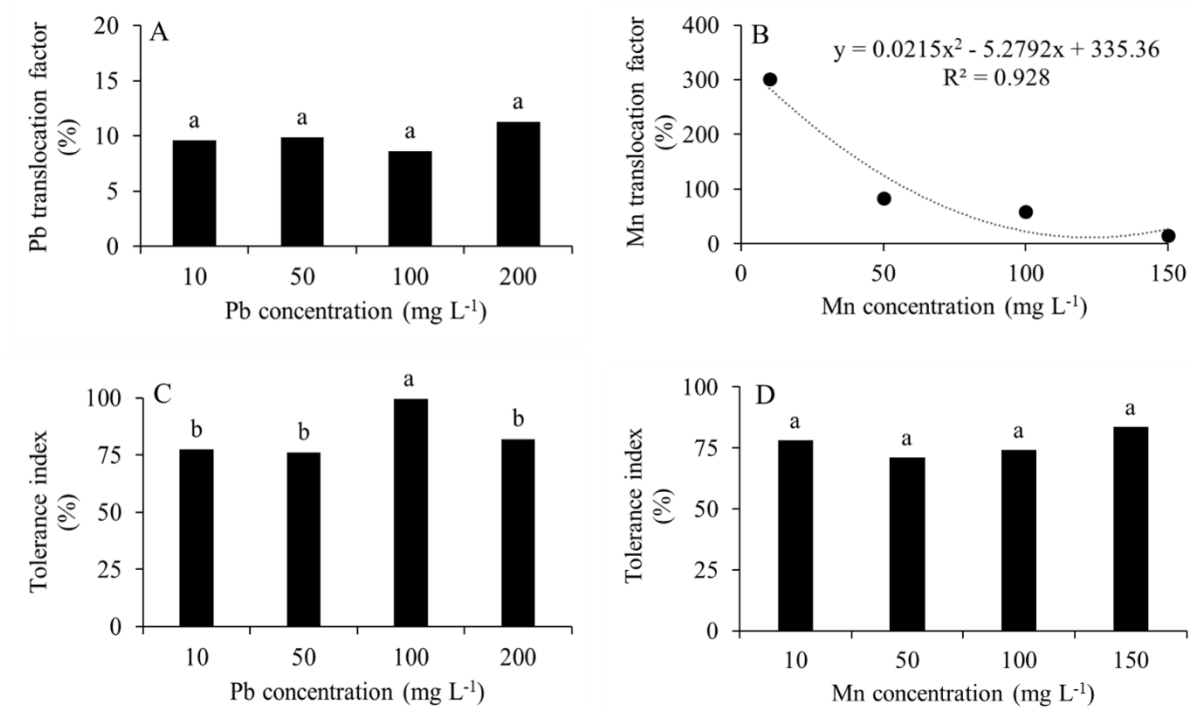 A
Pb translocation factor
(%)
20
15
10
5
0
a
a
a
a
10 50 100 200
Pb concentration (mg L-1)
B
y = 0.0215x2 - 5.2792x + 335.36
R² = 0.928
Mn translocation factor
(%)
400
300
200
100
0
0 50 100 150
Mn concentration (mg L-1)
C
Tolerance index
(%)
100
75
50
25
0
b
b
a
b
10 50 100 200
Pb concentration (mg L-1)
D
Tolerance index
(%)
100
75
50
25
0
a
a
a
a
10 50 100 150
Mn concentration (mg L-1)